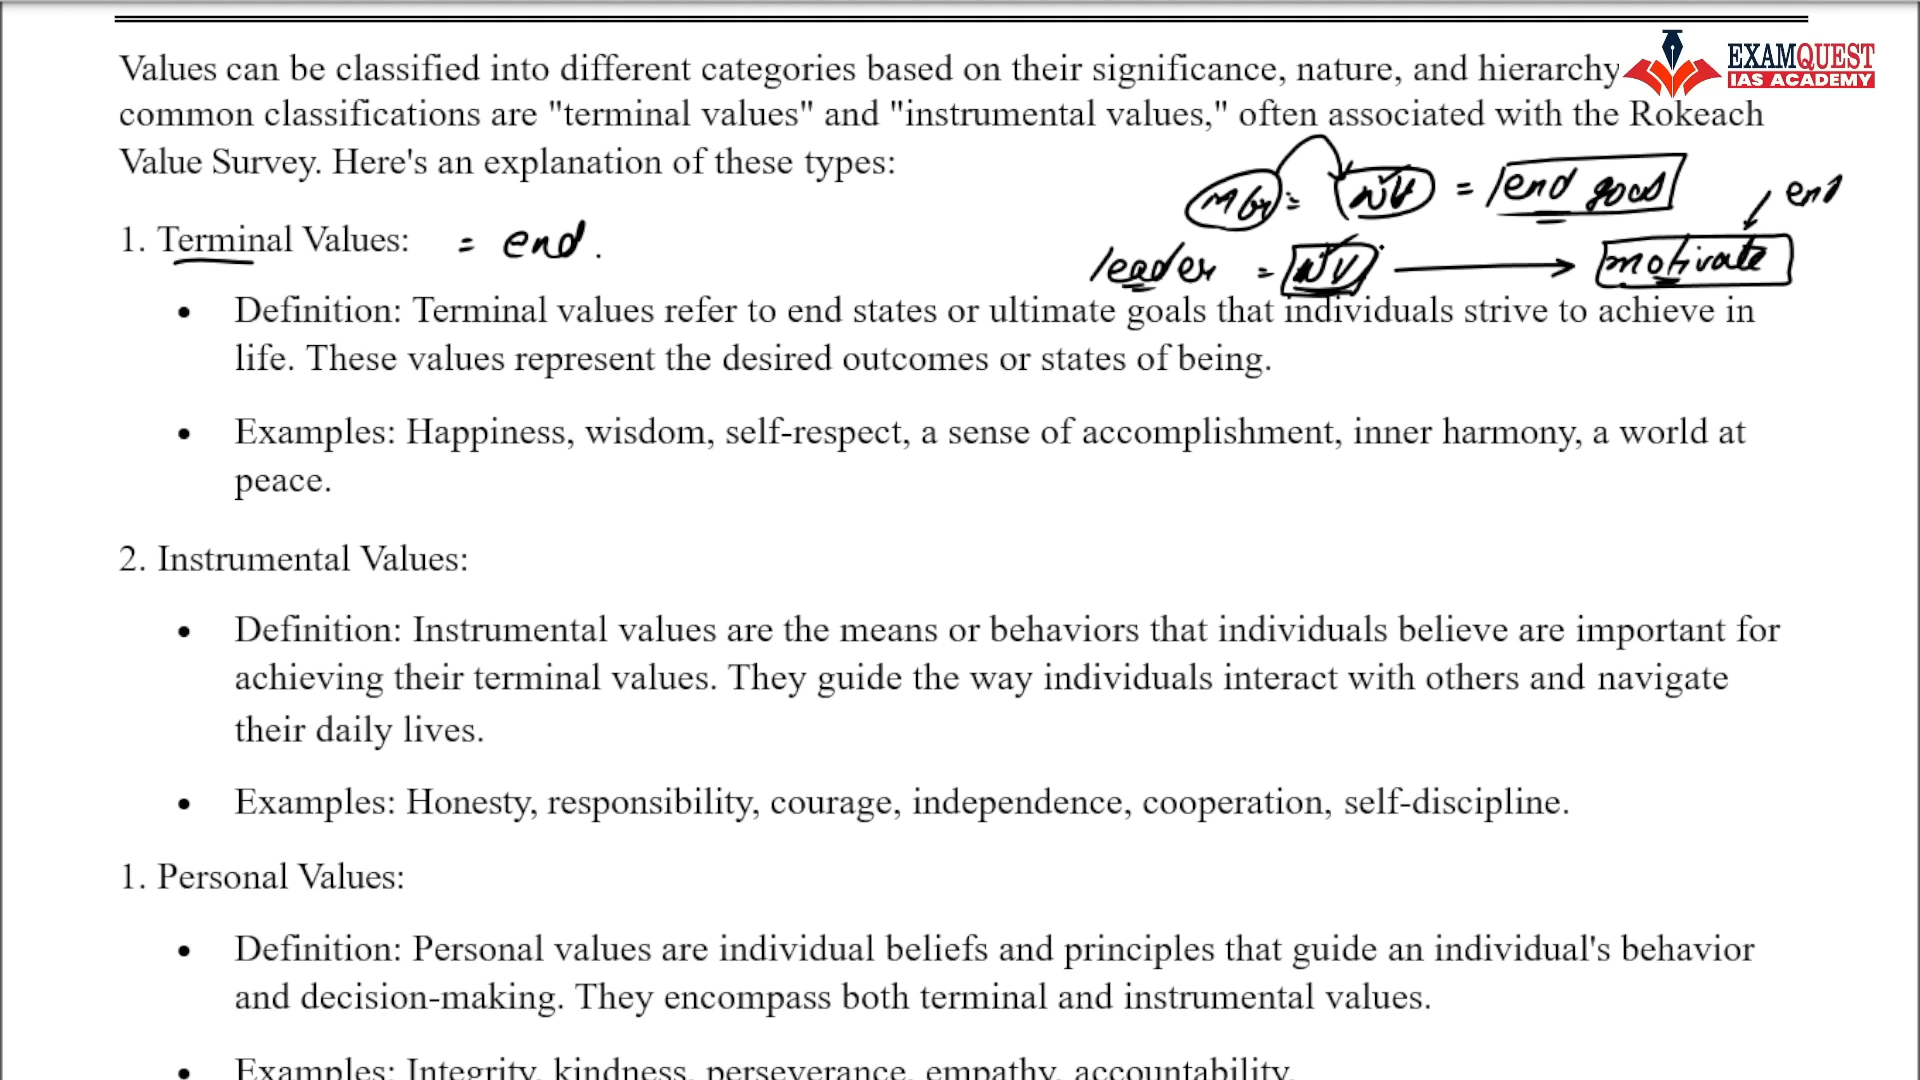 Values can be classified into different categories based on their significance, nature, and hierarchy
EXAMQUEST
IAS ACADEMY
common classifications are "terminal values" and "instrumental values," often associated with the Rokeach
Value Survey. Here's an explanation of these types:
= end goal
end
1. Terminal Values: = end.
leader = NV → motivate
• Definition: Terminal values refer to end states or ultimate goals that individuals strive to achieve in
life. These values represent the desired outcomes or states of being.
• Examples: Happiness, wisdom, self-respect, a sense of accomplishment, inner harmony, a world at
peace.
2. Instrumental Values:
• Definition: Instrumental values are the means or behaviors that individuals believe are important for
achieving their terminal values. They guide the way individuals interact with others and navigate
their daily lives.
• Examples: Honesty, responsibility, courage, independence, cooperation, self-discipline.
1. Personal Values:
• Definition: Personal values are individual beliefs and principles that guide an individual's behavior
and decision-making. They encompass both terminal and instrumental values.
• Examples: Integrity, kindness, perseverance, empathy, accountability.